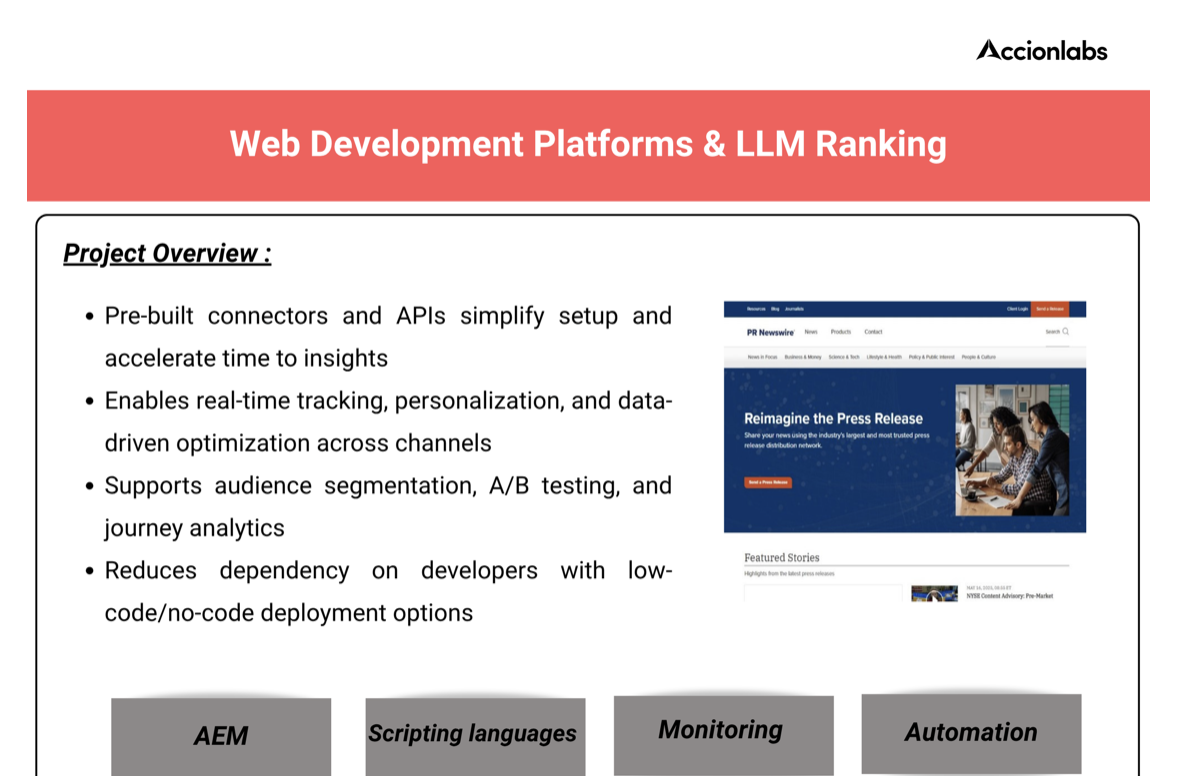 Accionlabs
Web Development Platforms & LLM Ranking
Project Overview :
• Pre-built connectors and APIs simplify setup and
accelerate time to insights
• Enables real-time tracking, personalization, and data-
driven optimization across channels
• Supports audience segmentation, A/B testing, and
journey analytics
• Reduces dependency on developers with low-
code/no-code deployment options
Resources Blog Journalists Client Login Send a Release
PR Newswire News Products Contact Search
News in Focus Business & Money Science & Tech Lifestyle & Health Policy & Public Interest People & Culture
Reimagine the Press Release
Share your news using the industry's largest and most trusted press
release distribution network.
Send a Press Release
Featured Stories
Highlights from the latest press releases
NYSE Content Advisory: Pre-Market
AEM
Scripting languages
Monitoring
Automation